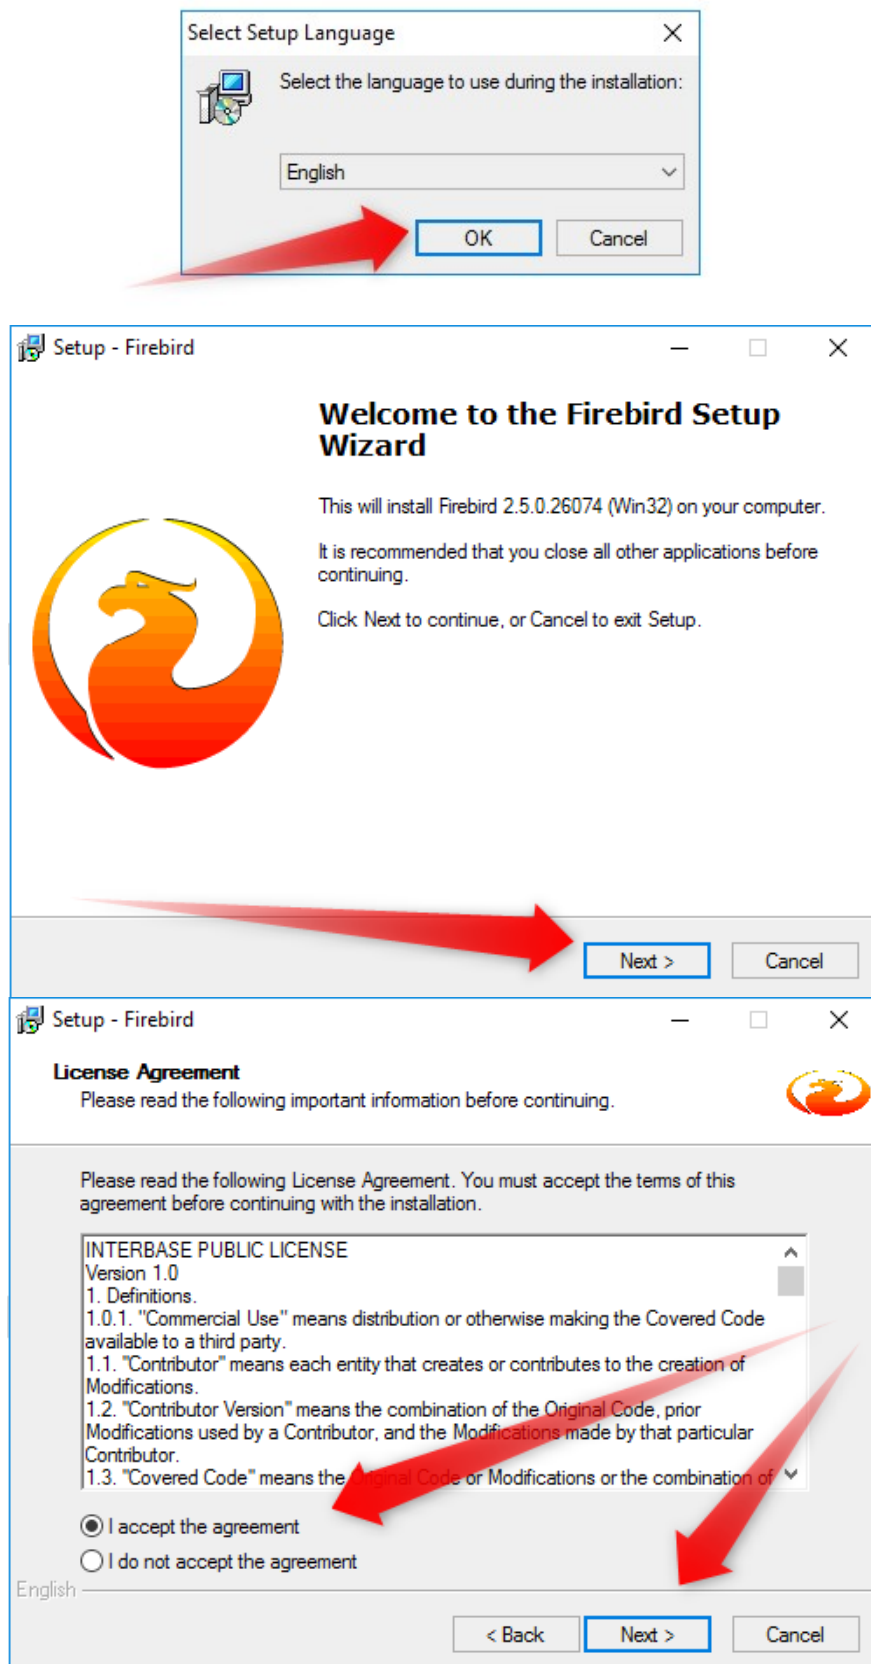 Select Setup Language
Select the language to use during the installation:
English
OK
Cancel
Setup - Firebird
Welcome to the Firebird Setup
Wizard
This will install Firebird 2.5.0.26074 (Win32) on your computer.
It is recommended that you close all other applications before
continuing.
Click Next to continue, or Cancel to exit Setup.
Next >
Cancel
Setup - Firebird
License Agreement
Please read the following important information before continuing.
Please read the following License Agreement. You must accept the terms of this
agreement before continuing with the installation.
INTERBASE PUBLIC LICENSE
Version 1.0
1. Definitions.
1.0.1. "Commercial Use" means distribution or otherwise making the Covered Code
available to a third party.
1.1. "Contributor" means each entity that creates or contributes to the creation of
Modifications.
1.2. "Contributor Version" means the combination of the Original Code, prior
Modifications used by a Contributor, and the Modifications made by that particular
Contributor.
1.3. "Covered Code" means the Original Code or Modifications or the combination of
I accept the agreement
I do not accept the agreement
English
< Back
Next >
Cancel